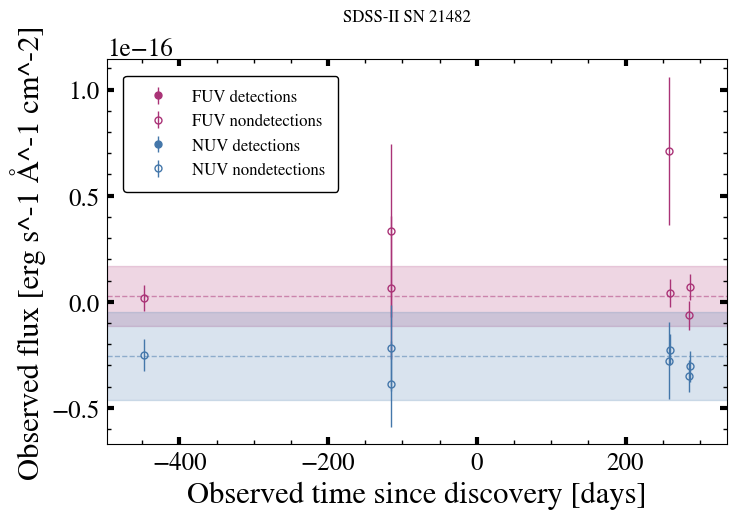 SDSS-II SN 21482
1e−16
FUV detections
FUV nondetections
NUV detections
NUV nondetections
1.0
0.5
0.0
−0.5
Observed flux [erg s^-1 Å^-1 cm^-2]
−400
−200
0
200
Observed time since discovery [days]